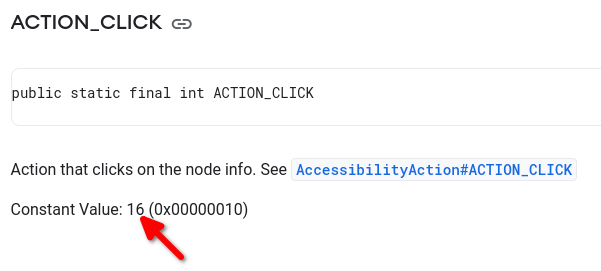 ACTION_CLICK
public static final int ACTION_CLICK
Action that clicks on the node info. See AccessibilityAction#ACTION_CLICK
Constant Value: 16 (0x00000010)